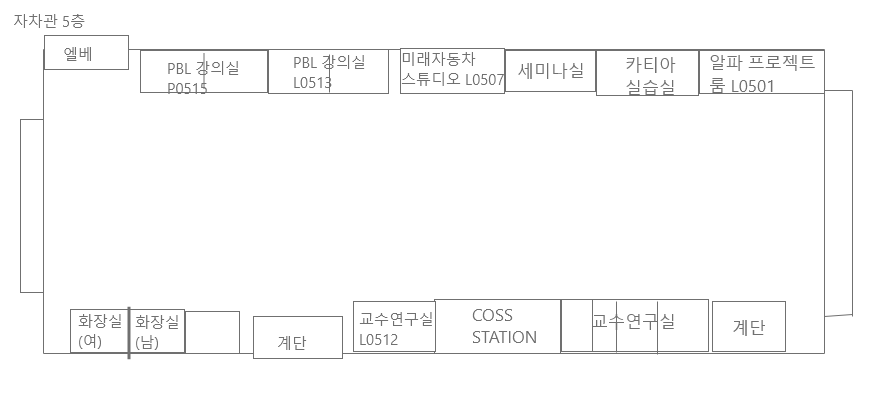 자차관 5층
엘베
PBL 강의실
P0515
PBL 강의실
L0513
미래자동차
스튜디오 L0507
세미나실
카티아
실습실
알파 프로젝트
룸 L0501
화장실
(여)
화장실
(남)
계단
교수연구실
L0512
COSS
STATION
교수연구실
계단